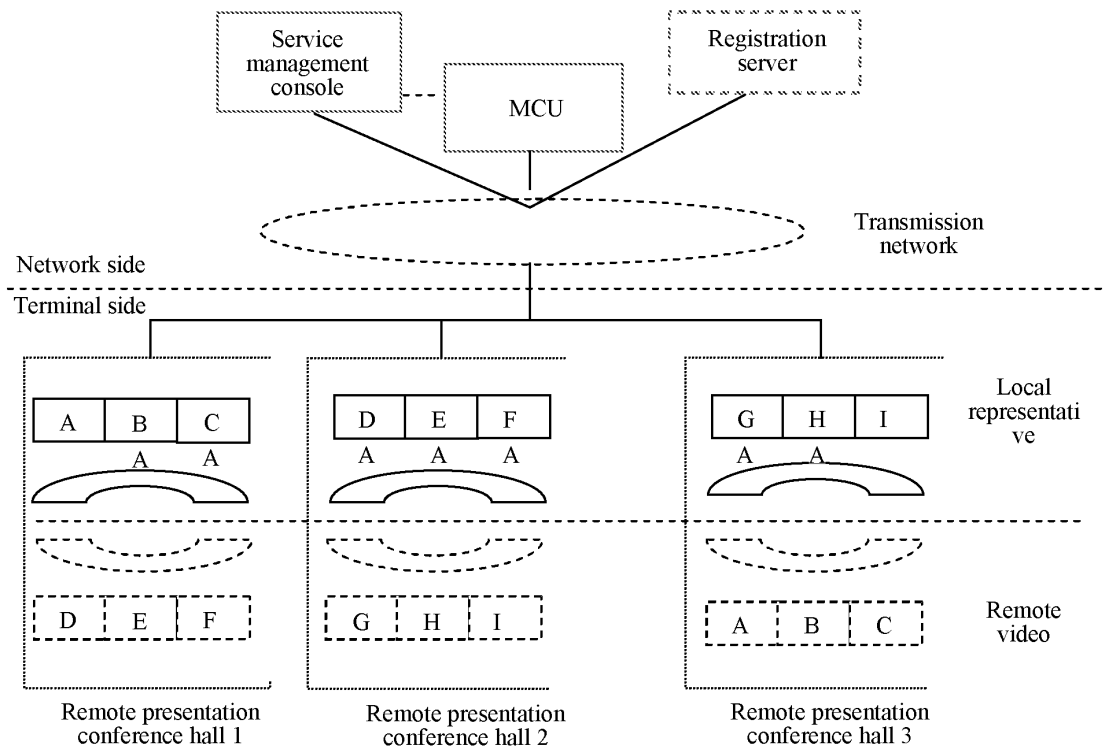 Service
management
console
MCU
Registration
server
Transmission
network
Network side
Terminal side
A B C
D E F
G H I
Local
representati
ve
A A
A A A
A A
D E F
G H I
A B C
Remote
video
Remote presentation
conference hall 1
Remote presentation
conference hall 2
Remote presentation
conference hall 3